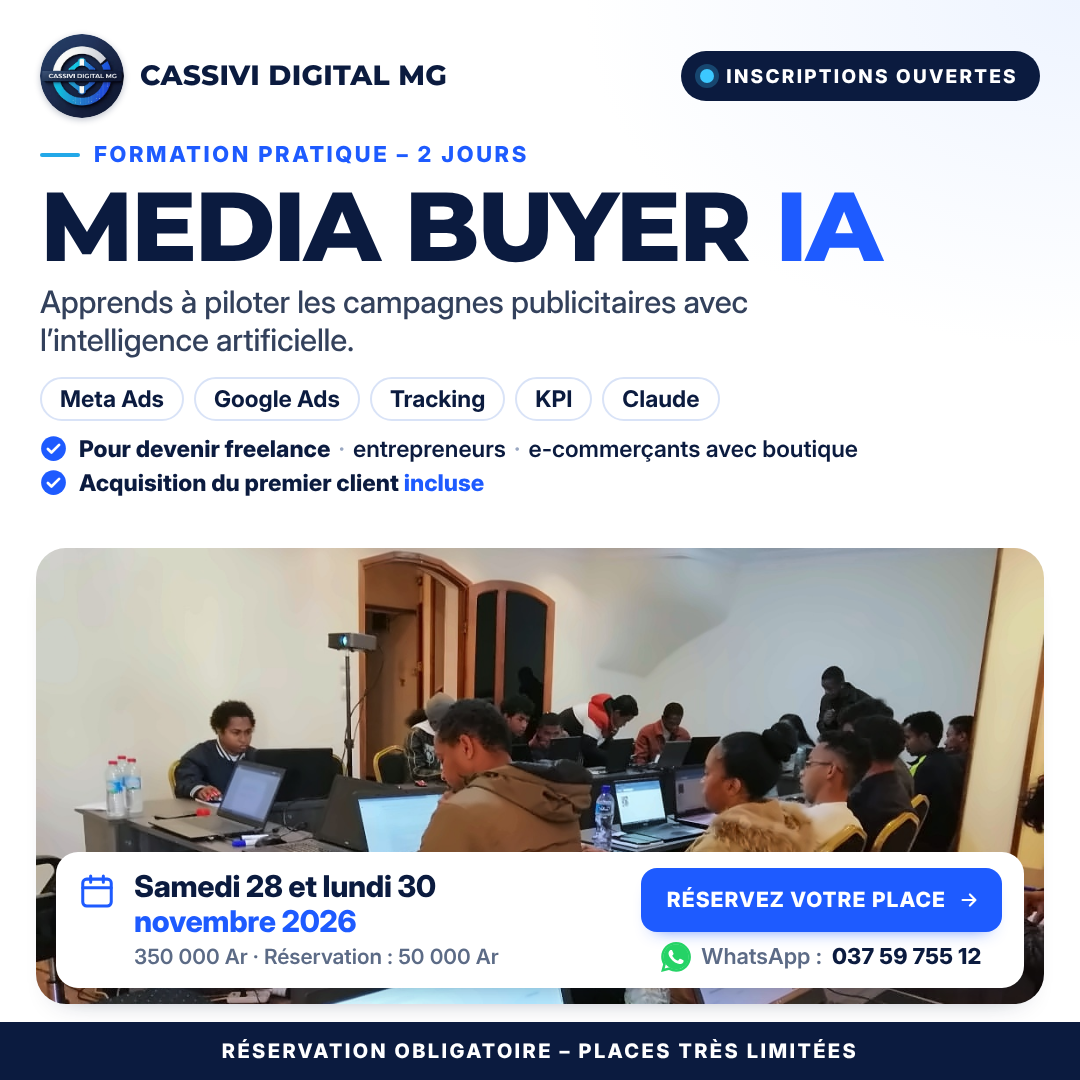 CASSIVI DIGITAL MG
CASSIVI DIGITAL MG
INSCRIPTIONS OUVERTES
FORMATION PRATIQUE – 2 JOURS
MEDIA BUYER IA
Apprends à piloter les campagnes publicitaires avec
l’intelligence artificielle.
Meta Ads
Google Ads
Tracking
KPI
Claude
Pour devenir freelance · entrepreneurs · e-commerçants avec boutique
Acquisition du premier client incluse
Samedi 28 et lundi 30
novembre 2026
350 000 Ar · Réservation : 50 000 Ar
RÉSERVEZ VOTRE PLACE →
WhatsApp : 037 59 755 12
RÉSERVATION OBLIGATOIRE – PLACES TRÈS LIMITÉES